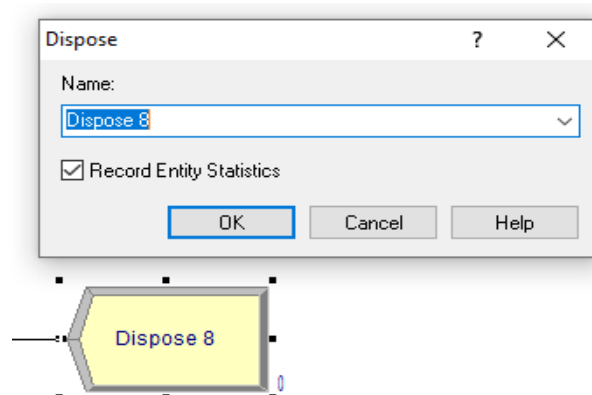 Dispose ? X
Name:
Dispose 8
Record Entity Statistics
OK Cancel Help
Dispose 8
0